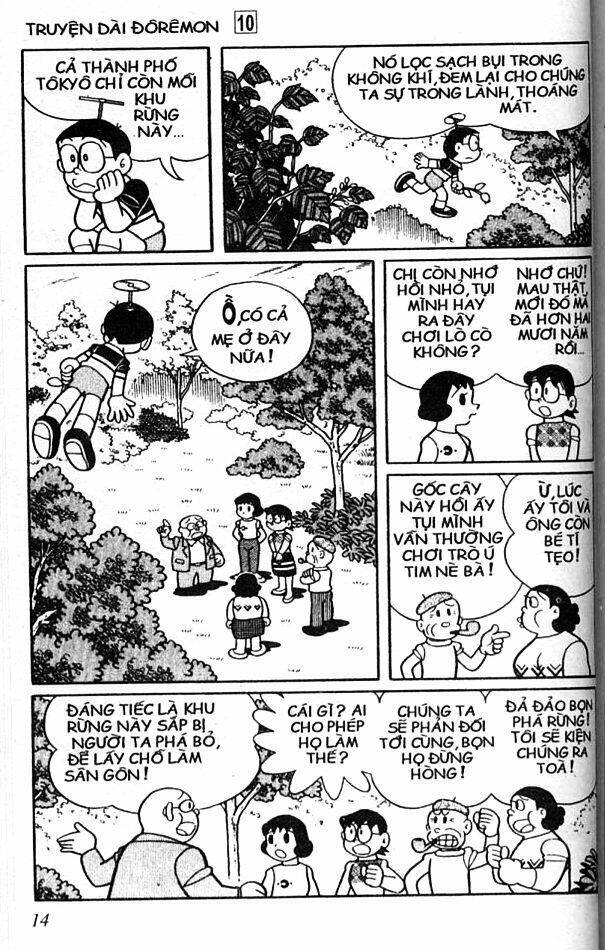 TRUYỆN DÀI ĐÔRÊMON 10
CẢ THÀNH PHỐ
TÔKYÔ CHỈ CÒN MỖI
KHU
RỪNG
NÀY...
NÓ LỌC SẠCH BỤI TRONG
KHÔNG KHÍ, ĐEM LẠI CHO CHÚNG
TA SỰ TRONG LÀNH, THOÁNG
MÁT.
Ồ, CÓ CẢ
MẸ Ở ĐÂY
NỮA!
CHỊ CÒN NHỚ
HỒI NHỎ, TỤI
MÌNH HAY
RA ĐÂY
CHƠI LÒ CÒ
KHÔNG?
NHỚ CHỨ!
MAU THẬT,
MỚI ĐÓ MÀ
ĐÃ HƠN HAI
MƯƠI NĂM
RỒI...
GỐC CÂY
NÀY HỒI ẤY
TỤI MÌNH
VẪN THƯỜNG
CHƠI TRÒ Ú
TIM NÈ BÀ!
Ừ, LÚC
ẤY TÔI VÀ
ÔNG CÒN
BÉ TÍ
TẸO!
ĐÁNG TIẾC LÀ KHU
RỪNG NÀY SẮP BỊ
NGƯỜI TA PHÁ BỎ,
ĐỂ LẤY CHỖ LÀM
SÂN GÔN!
CÁI GÌ? AI
CHO PHÉP
HỌ LÀM
THẾ?
CHÚNG TA
SẼ PHẢN ĐỐI
TỚI CÙNG, BỌN
HỌ ĐỪNG
HÒNG!
ĐẢ ĐẢO BỌN
PHÁ RỪNG!
TÔI SẼ KIỆN
CHÚNG RA
TOÀ!
14